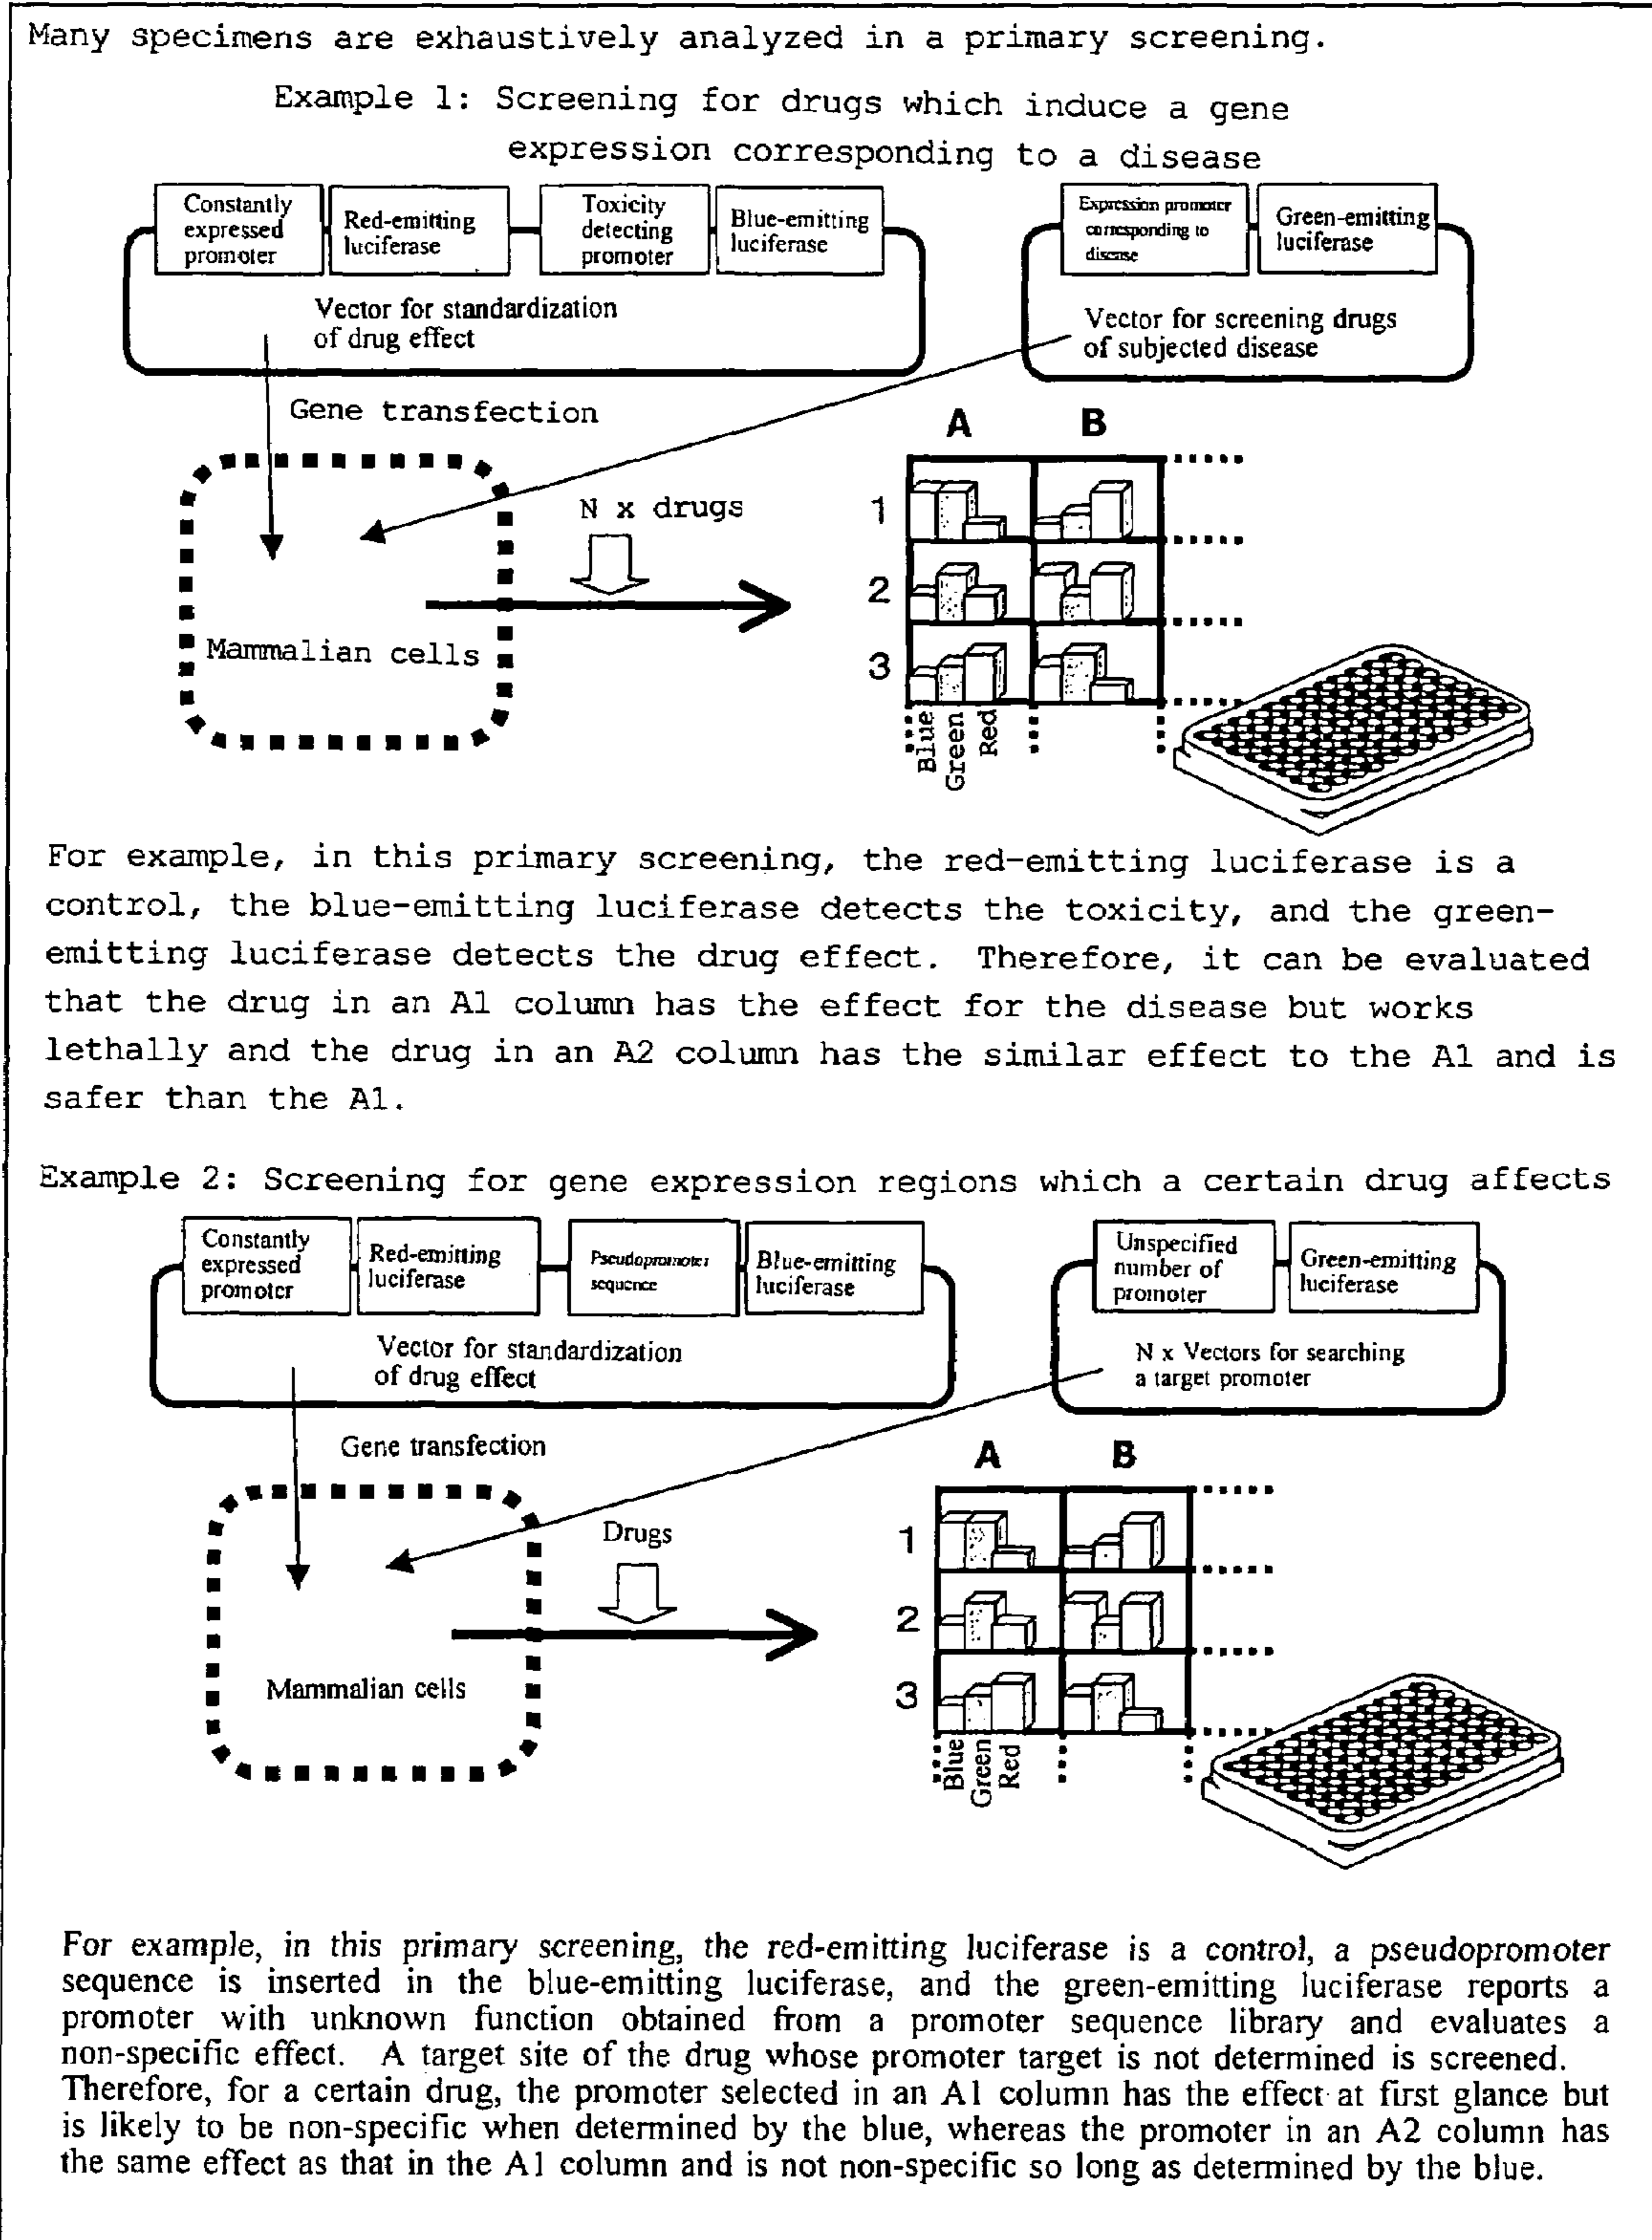 Many specimens are exhaustively analyzed in a primary screening.
Example 1: Screening for drugs which induce a gene
expression corresponding to a disease
Constantly
expressed
promoter
Red-emitting
luciferase
Toxicity
detecting
promoter
Blue-emitting
luciferase
Expression promoter
corresponding to
disease
Green-emitting
luciferase
Vector for standardization
of drug effect
Vector for screening drugs
of subjected disease
Gene transfection
A
B
N x drugs
1
2
3
Mammalian cells
Blue
Green
Red
For example, in this primary screening, the red-emitting luciferase is a
control, the blue-emitting luciferase detects the toxicity, and the green-
emitting luciferase detects the drug effect. Therefore, it can be evaluated
that the drug in an A1 column has the effect for the disease but works
lethally and the drug in an A2 column has the similar effect to the A1 and is
safer than the A1.
Example 2: Screening for gene expression regions which a certain drug affects
Constantly
expressed
promoter
Red-emitting
luciferase
Pseudopromoter
sequence
Blue-emitting
luciferase
Unspecified
number of
promoter
Green-emitting
luciferase
Vector for standardization
of drug effect
N x Vectors for searching
a target promoter
Gene transfection
A
B
Drugs
1
2
3
Mammalian cells
Blue
Green
Red
For example, in this primary screening, the red-emitting luciferase is a control, a pseudopromoter
sequence is inserted in the blue-emitting luciferase, and the green-emitting luciferase reports a
promoter with unknown function obtained from a promoter sequence library and evaluates a
non-specific effect. A target site of the drug whose promoter target is not determined is screened.
Therefore, for a certain drug, the promoter selected in an A1 column has the effect at first glance but
is likely to be non-specific when determined by the blue, whereas the promoter in an A2 column has
the same effect as that in the A1 column and is not non-specific so long as determined by the blue.